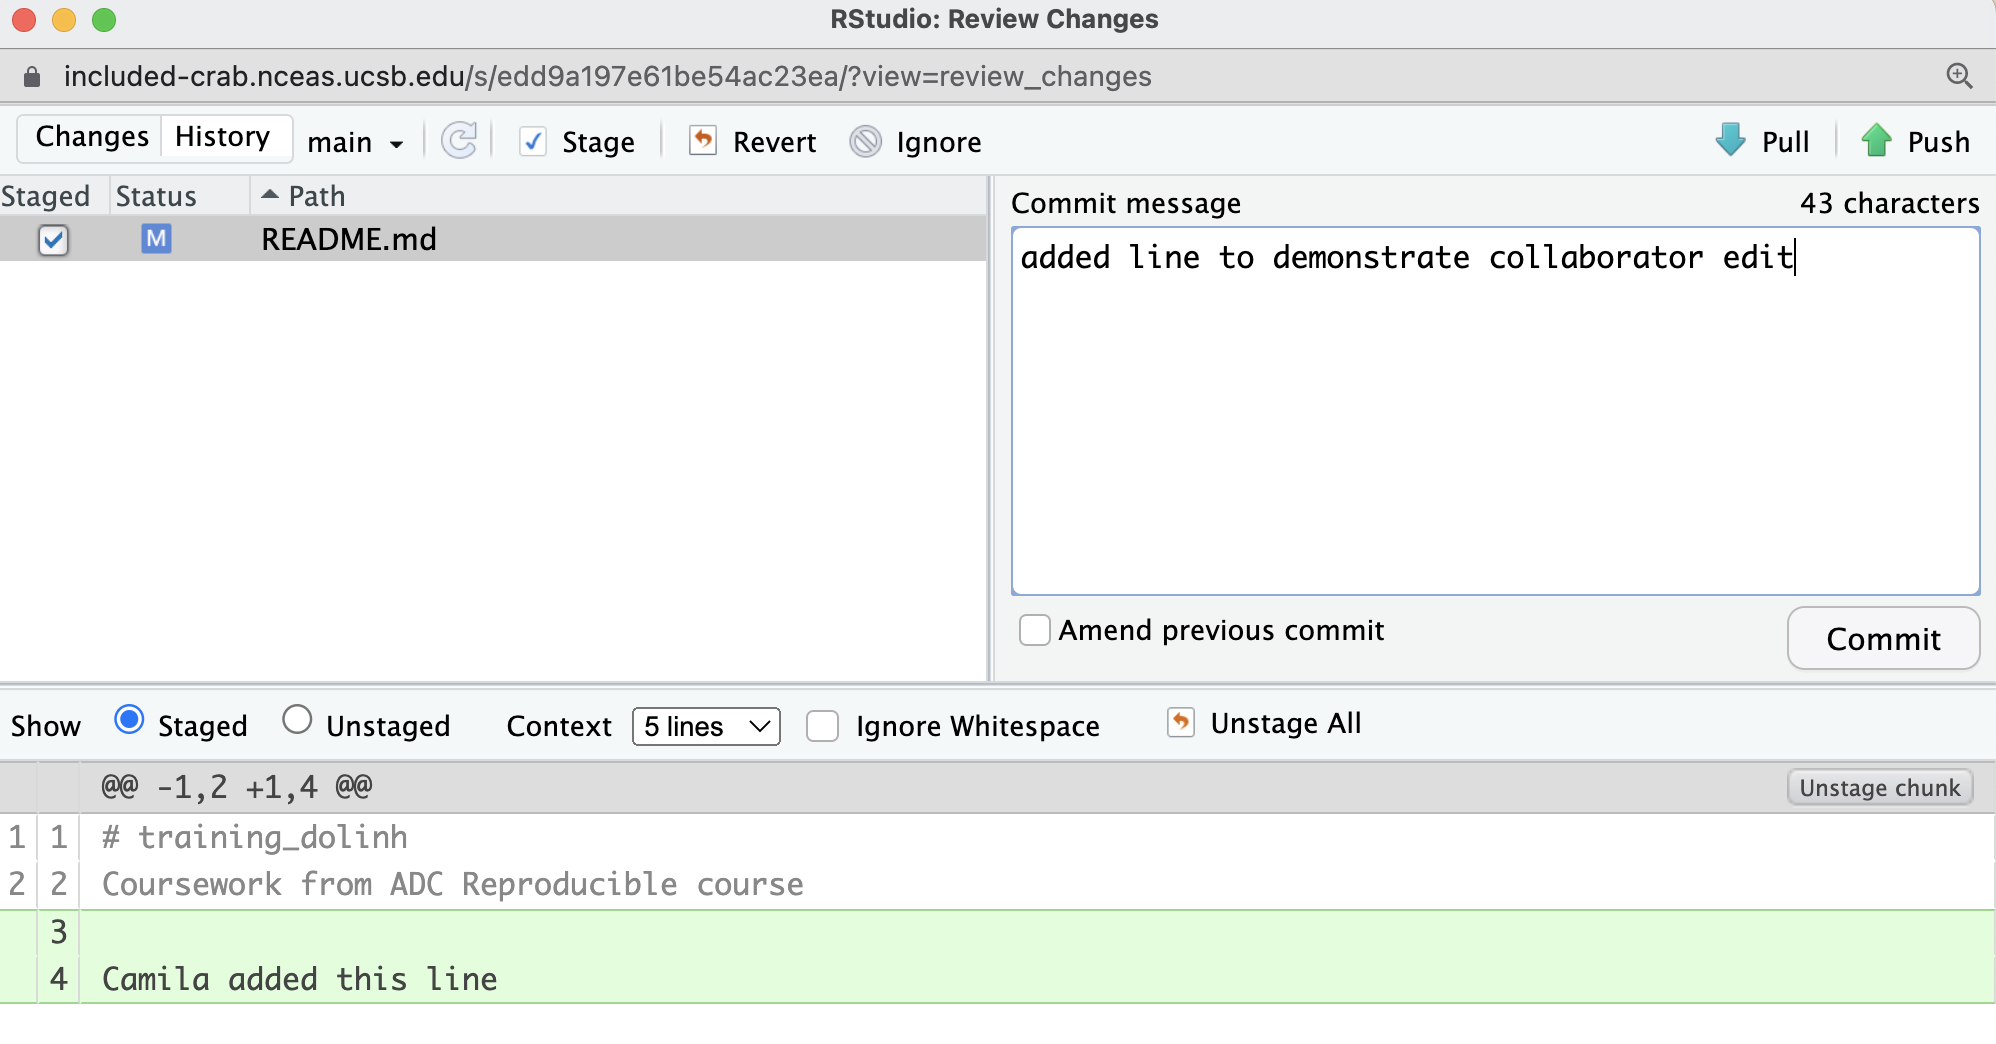 RStudio: Review Changes
included-crab.nceas.ucsb.edu/s/edd9a197e61be54ac23ea/?view=review_changes
Changes History main Stage Revert Ignore Pull Push
Staged Status Path
M README.md
Commit message 43 characters
added line to demonstrate collaborator edit
Amend previous commit Commit
Show Staged Unstaged Context 5 lines Ignore Whitespace Unstage All
@@ -1,2 +1,4 @@ Unstage chunk
1 1 # training_dolinh
2 2 Coursework from ADC Reproducible course
3
4 Camila added this line